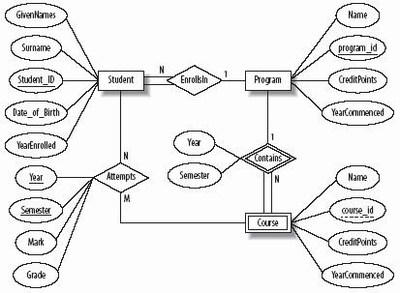 GivenNames
Surname
Student_ID
Date_of_Birth
YearEnrolled
Student
N
EnrollsIn
1
Program
Name
program_id
CreditPoints
YearCommenced
Year
Semester
Mark
Grade
N
Attempts
M
Year
Semester
1
Contains
N
Course
Name
course_id
CreditPoints
YearCommenced